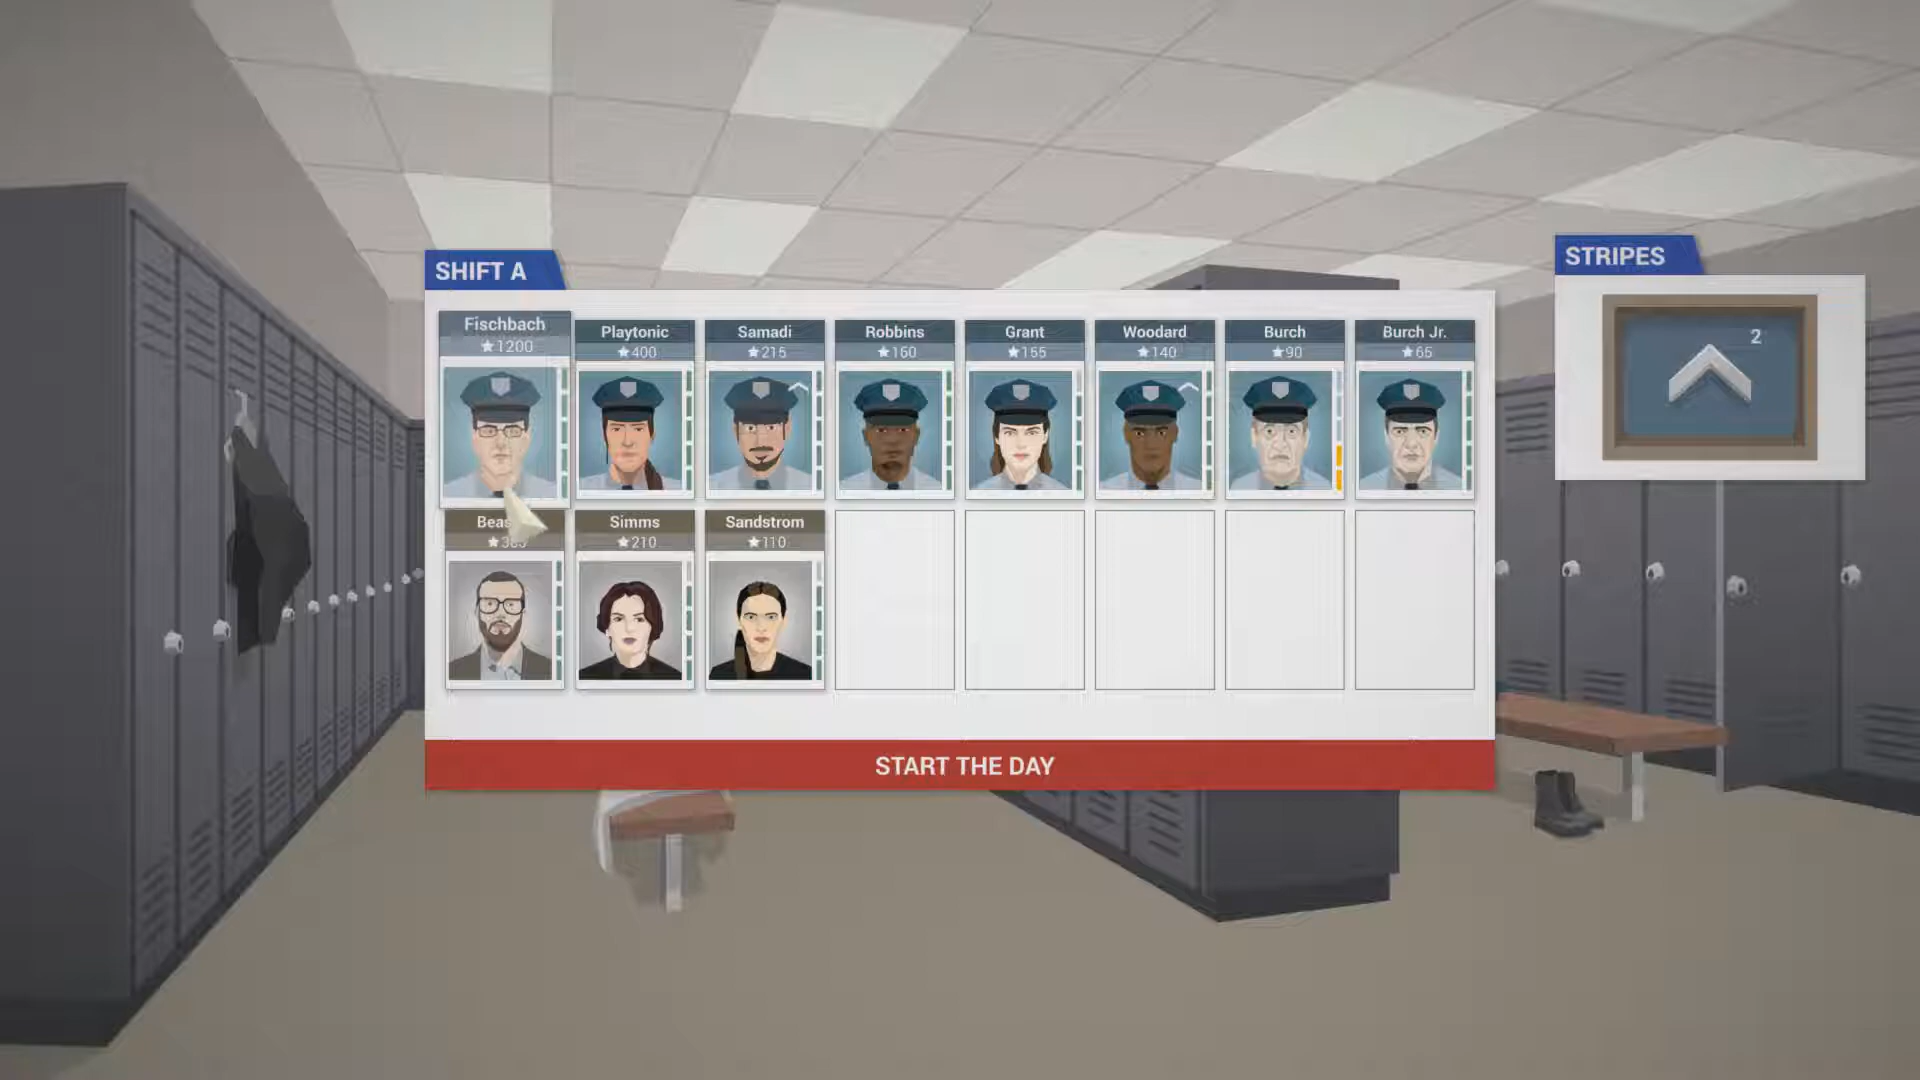 SHIFT A
STRIPES
2
Fischbach
★1200
Playtonic
★400
Samadi
★215
Robbins
★160
Grant
★155
Woodard
★140
Burch
★90
Burch Jr.
★65
Simms
★210
Sandstrom
★110
START THE DAY